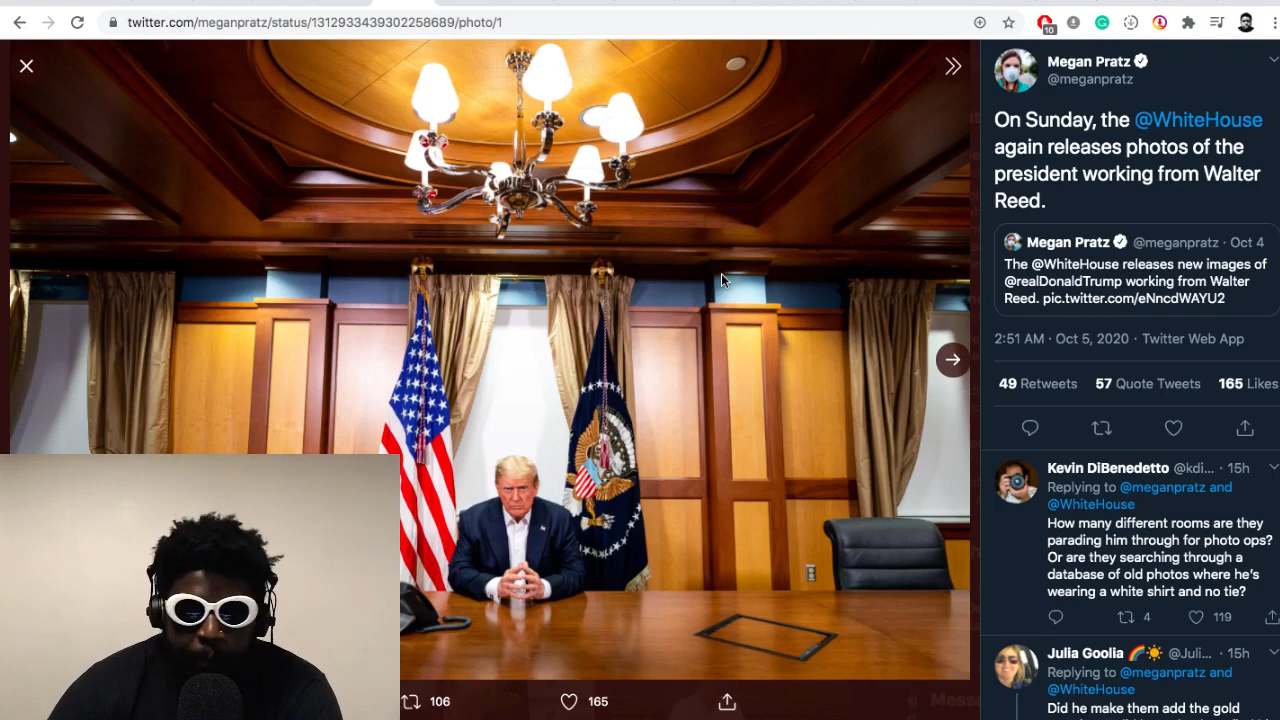 twitter.com/meganpratz/status/1312933439302258689/photo/1
10
Megan Pratz
@meganpratz
On Sunday, the @WhiteHouse
again releases photos of the
president working from Walter
Reed.
Megan Pratz @meganpratz · Oct 4
The @WhiteHouse releases new images of
@realDonaldTrump working from Walter
Reed. pic.twitter.com/eNncdWAYU2
2:51 AM · Oct 5, 2020 · Twitter Web App
49 Retweets 57 Quote Tweets 165 Likes
Kevin DiBenedetto @kdi... · 15h
Replying to @meganpratz and
@WhiteHouse
How many different rooms are they
parading him through for photo ops?
Or are they searching through a
database of old photos where he's
wearing a white shirt and no tie?
4 119
Julia Goolia 🌈☀️ @Juli... · 15h
Replying to @meganpratz and
@WhiteHouse
Did he make them add the gold
106 165